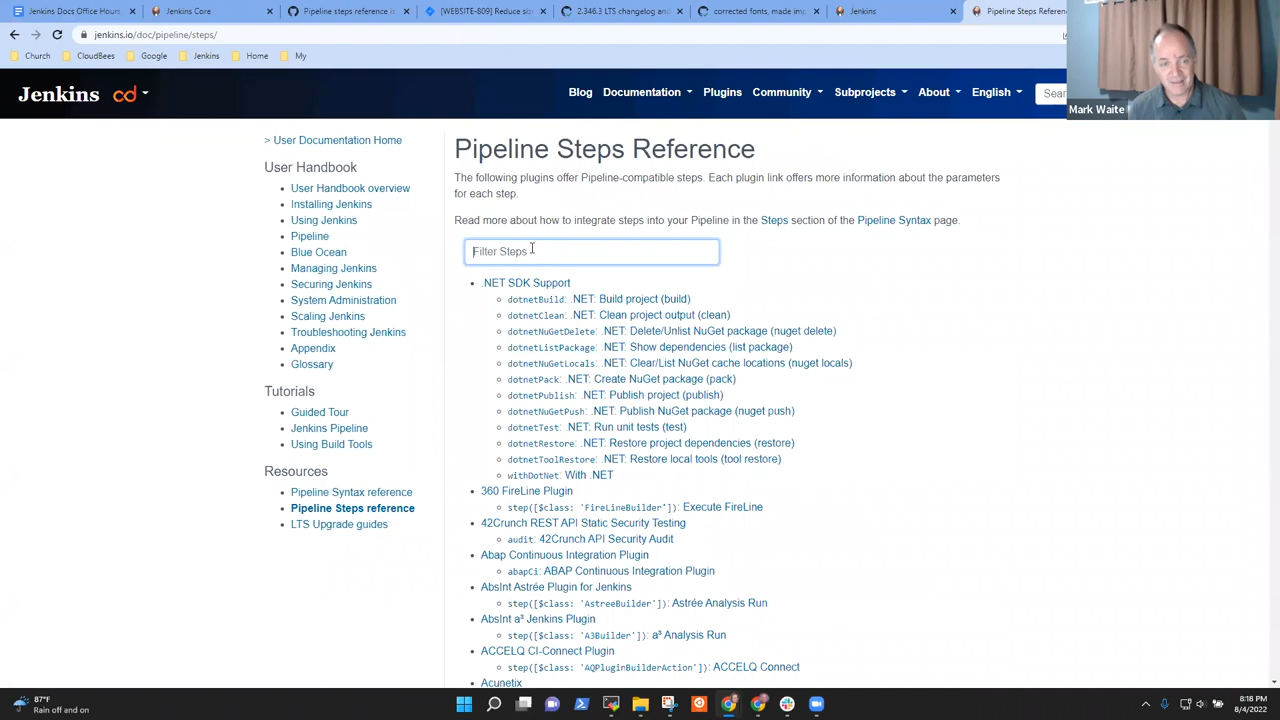 Jenkins Docs Office Hours
Jenkins Core
Pipeline steps reference is
[WEBSITE-809] Reduce siz
2.346.3 LTS changelog and
corrected fonts, made imp
Jenkins
Pipeline Steps Referen
jenkins.io/doc/pipeline/steps/
Church
CloudBees
Google
Jenkins
Home
My
Jenkins
cd
Blog
Documentation
Plugins
Community
Subprojects
About
English
Sear
Mark Waite
> User Documentation Home
User Handbook
User Handbook overview
Installing Jenkins
Using Jenkins
Pipeline
Blue Ocean
Managing Jenkins
Securing Jenkins
System Administration
Scaling Jenkins
Troubleshooting Jenkins
Appendix
Glossary
Tutorials
Guided Tour
Jenkins Pipeline
Using Build Tools
Resources
Pipeline Syntax reference
Pipeline Steps reference
LTS Upgrade guides
Pipeline Steps Reference
The following plugins offer Pipeline-compatible steps. Each plugin link offers more information about the parameters
for each step.
Read more about how to integrate steps into your Pipeline in the Steps section of the Pipeline Syntax page.
Filter Steps
.NET SDK Support
dotnetBuild: .NET: Build project (build)
dotnetClean: .NET: Clean project output (clean)
dotnetNuGetDelete: .NET: Delete/Unlist NuGet package (nuget delete)
dotnetListPackage: .NET: Show dependencies (list package)
dotnetNuGetLocals: .NET: Clear/List NuGet cache locations (nuget locals)
dotnetPack: .NET: Create NuGet package (pack)
dotnetPublish: .NET: Publish project (publish)
dotnetNuGetPush: .NET: Publish NuGet package (nuget push)
dotnetTest: .NET: Run unit tests (test)
dotnetRestore: .NET: Restore project dependencies (restore)
dotnetToolRestore: .NET: Restore local tools (tool restore)
withDotNet: With .NET
360 FireLine Plugin
step([$class: 'FireLineBuilder']): Execute FireLine
42Crunch REST API Static Security Testing
audit: 42Crunch API Security Audit
Abap Continuous Integration Plugin
abapCi: ABAP Continuous Integration Plugin
AbsInt Astrée Plugin for Jenkins
step([$class: 'AstreeBuilder']): Astrée Analysis Run
AbsInt a³ Jenkins Plugin
step([$class: 'A3Builder']): a³ Analysis Run
ACCELQ CI-Connect Plugin
step([$class: 'AQPluginBuilderAction']): ACCELQ Connect
Acunetix
87°F
Rain off and on
8:18 PM
8/4/2022